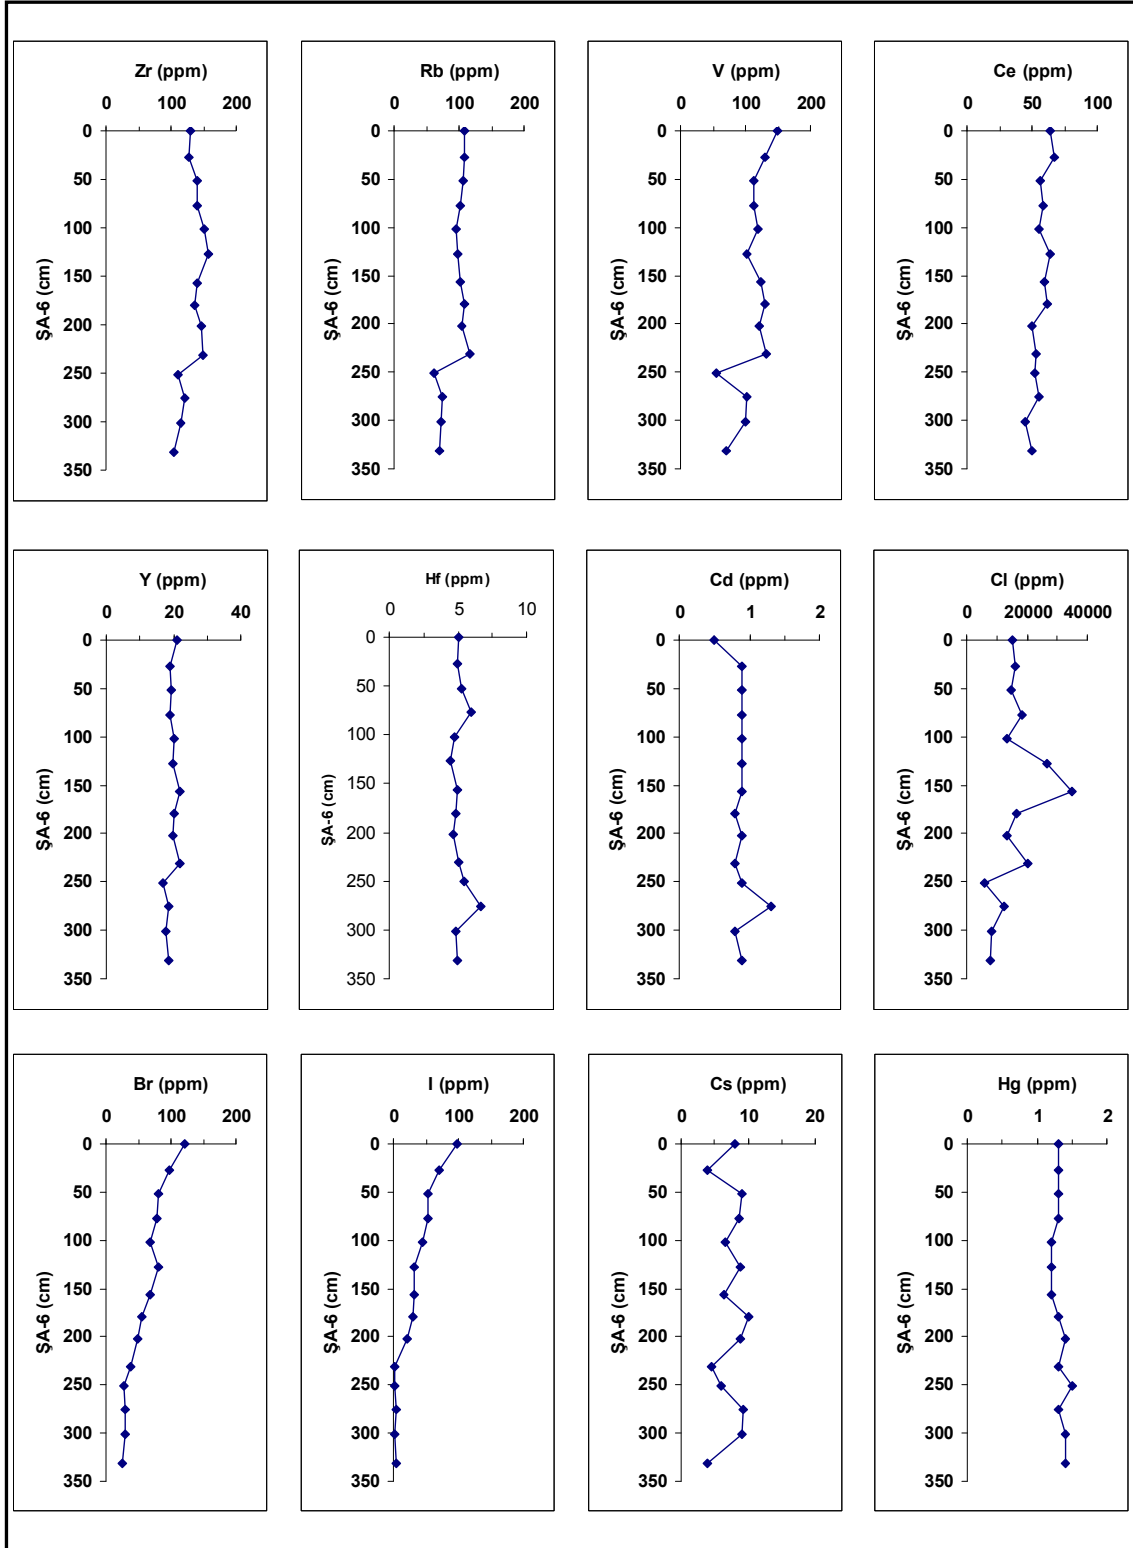 Zr (ppm)
0 100 200
0
50
100
150
200
250
300
350
ŞA-6 (cm)
Rb (ppm)
0 100 200
0
50
100
150
200
250
300
350
ŞA-6 (cm)
V (ppm)
0 100 200
0
50
100
150
200
250
300
350
ŞA-6 (cm)
Ce (ppm)
0 50 100
0
50
100
150
200
250
300
350
ŞA-6 (cm)
Y (ppm)
0 20 40
0
50
100
150
200
250
300
350
ŞA-6 (cm)
Hf (ppm)
0 5 10
0
50
100
150
200
250
300
350
ŞA-6 (cm)
Cd (ppm)
0 1 2
0
50
100
150
200
250
300
350
ŞA-6 (cm)
Cl (ppm)
0 20000 40000
0
50
100
150
200
250
300
350
ŞA-6 (cm)
Br (ppm)
0 100 200
0
50
100
150
200
250
300
350
ŞA-6 (cm)
I (ppm)
0 100 200
0
50
100
150
200
250
300
350
ŞA-6 (cm)
Cs (ppm)
0 10 20
0
50
100
150
200
250
300
350
ŞA-6 (cm)
Hg (ppm)
0 1 2
0
50
100
150
200
250
300
350
ŞA-6 (cm)